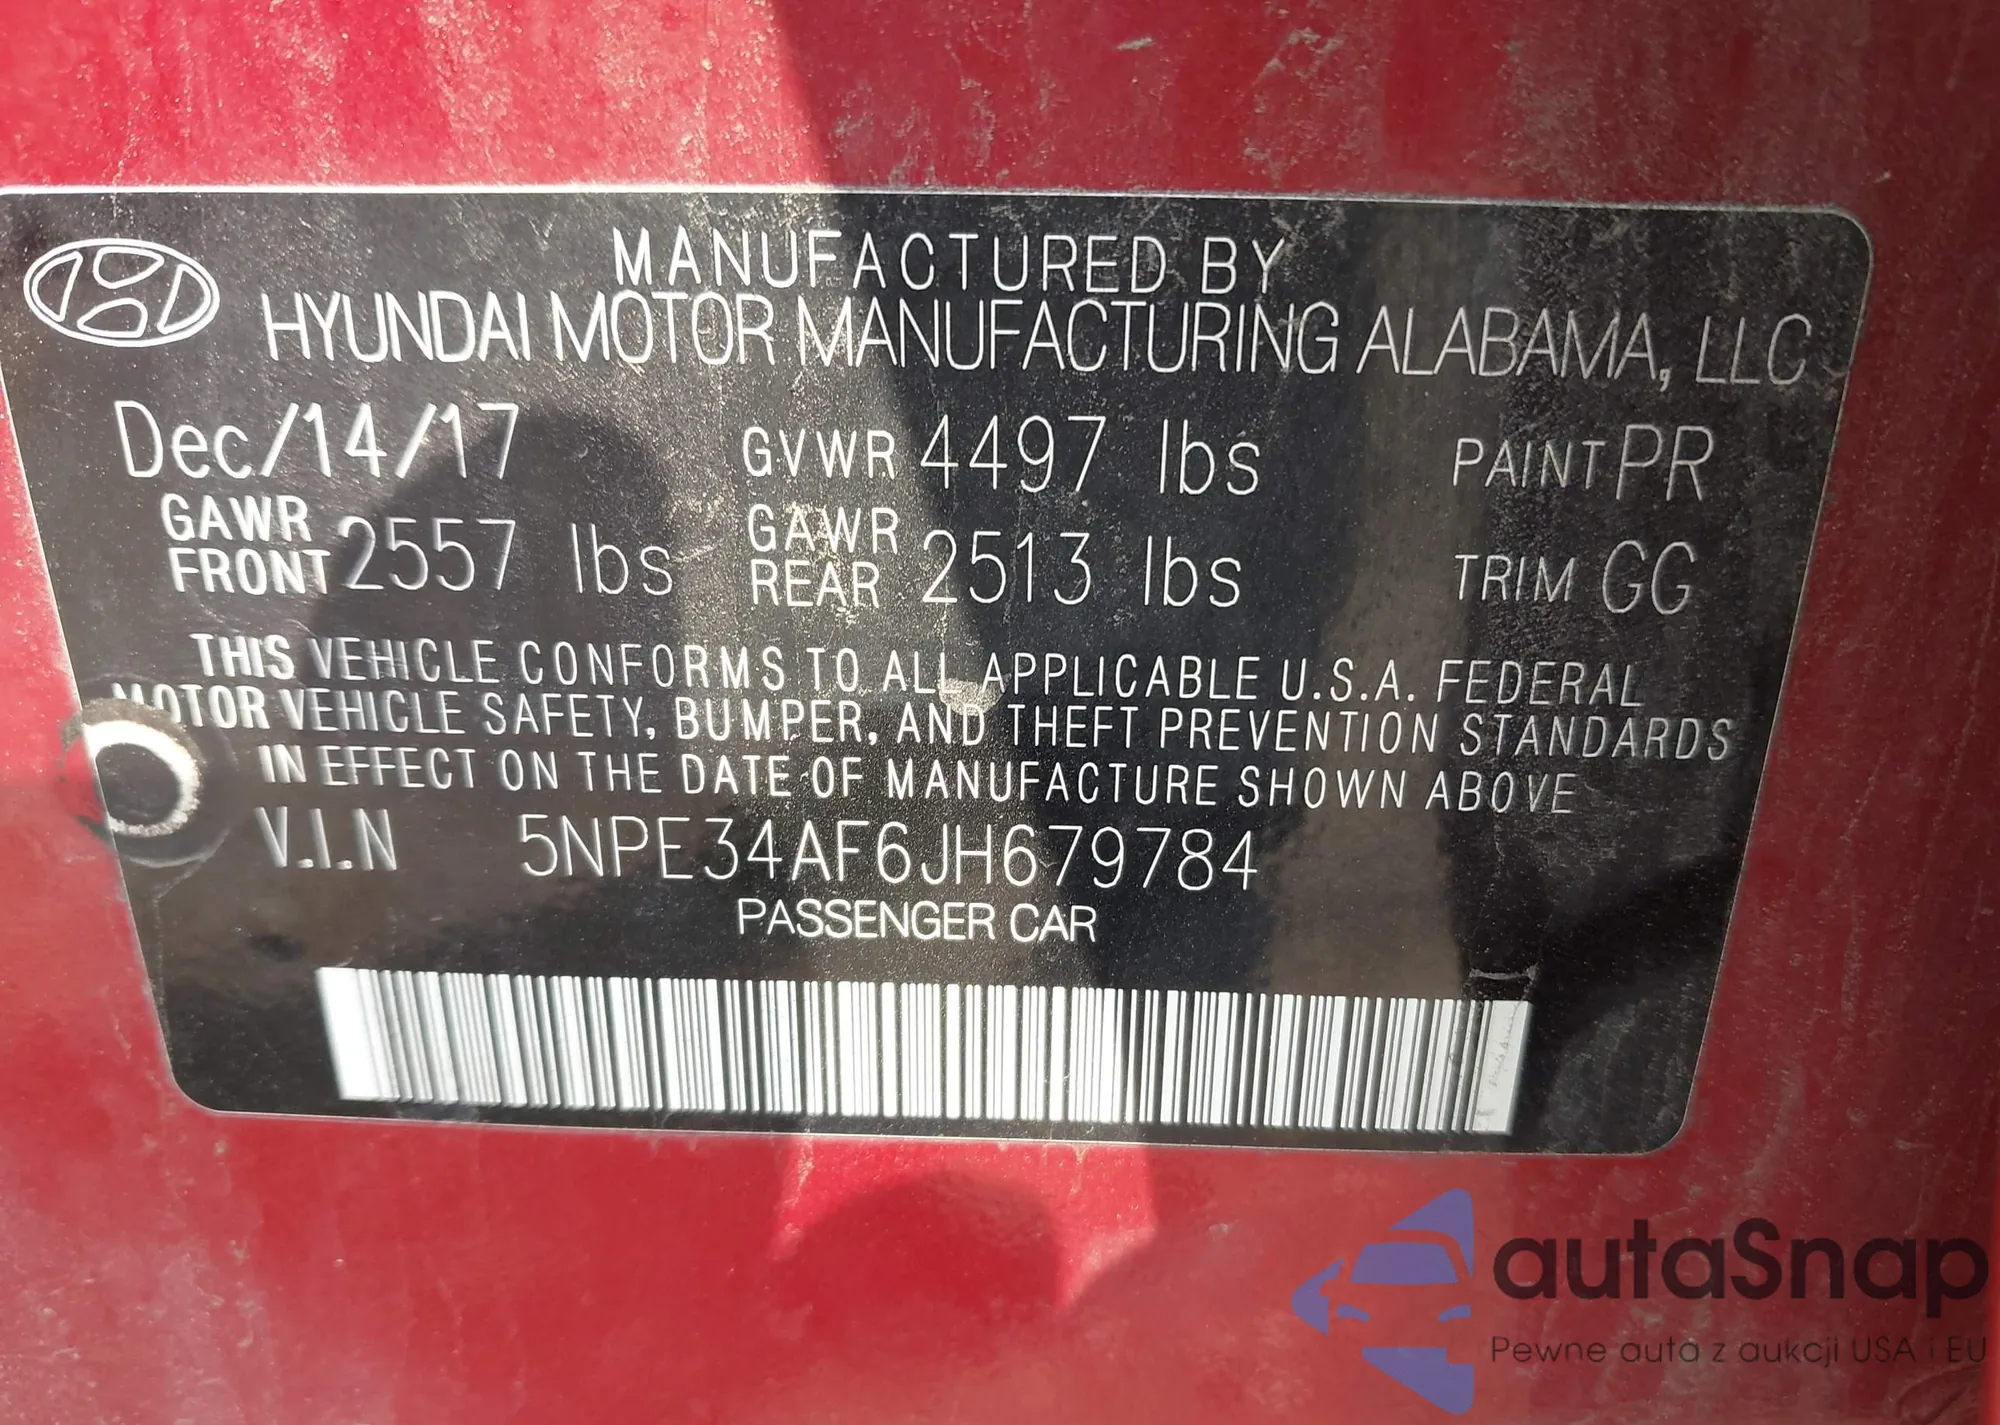 MANUFACTURED BY
HYUNDAI MOTOR MANUFACTURING ALABAMA, LLC
Dec/14/17 GVWR 4497 lbs PAINT PR
GAWR FRONT 2557 lbs GAWR REAR 2513 lbs TRIM GG
THIS VEHICLE CONFORMS TO ALL APPLICABLE U.S.A. FEDERAL
MOTOR VEHICLE SAFETY, BUMPER, AND THEFT PREVENTION STANDARDS
IN EFFECT ON THE DATE OF MANUFACTURE SHOWN ABOVE
V.I.N 5NPE34AF6JH679784
PASSENGER CAR
autaSnap
Pewne auta z aukcji USA i EU